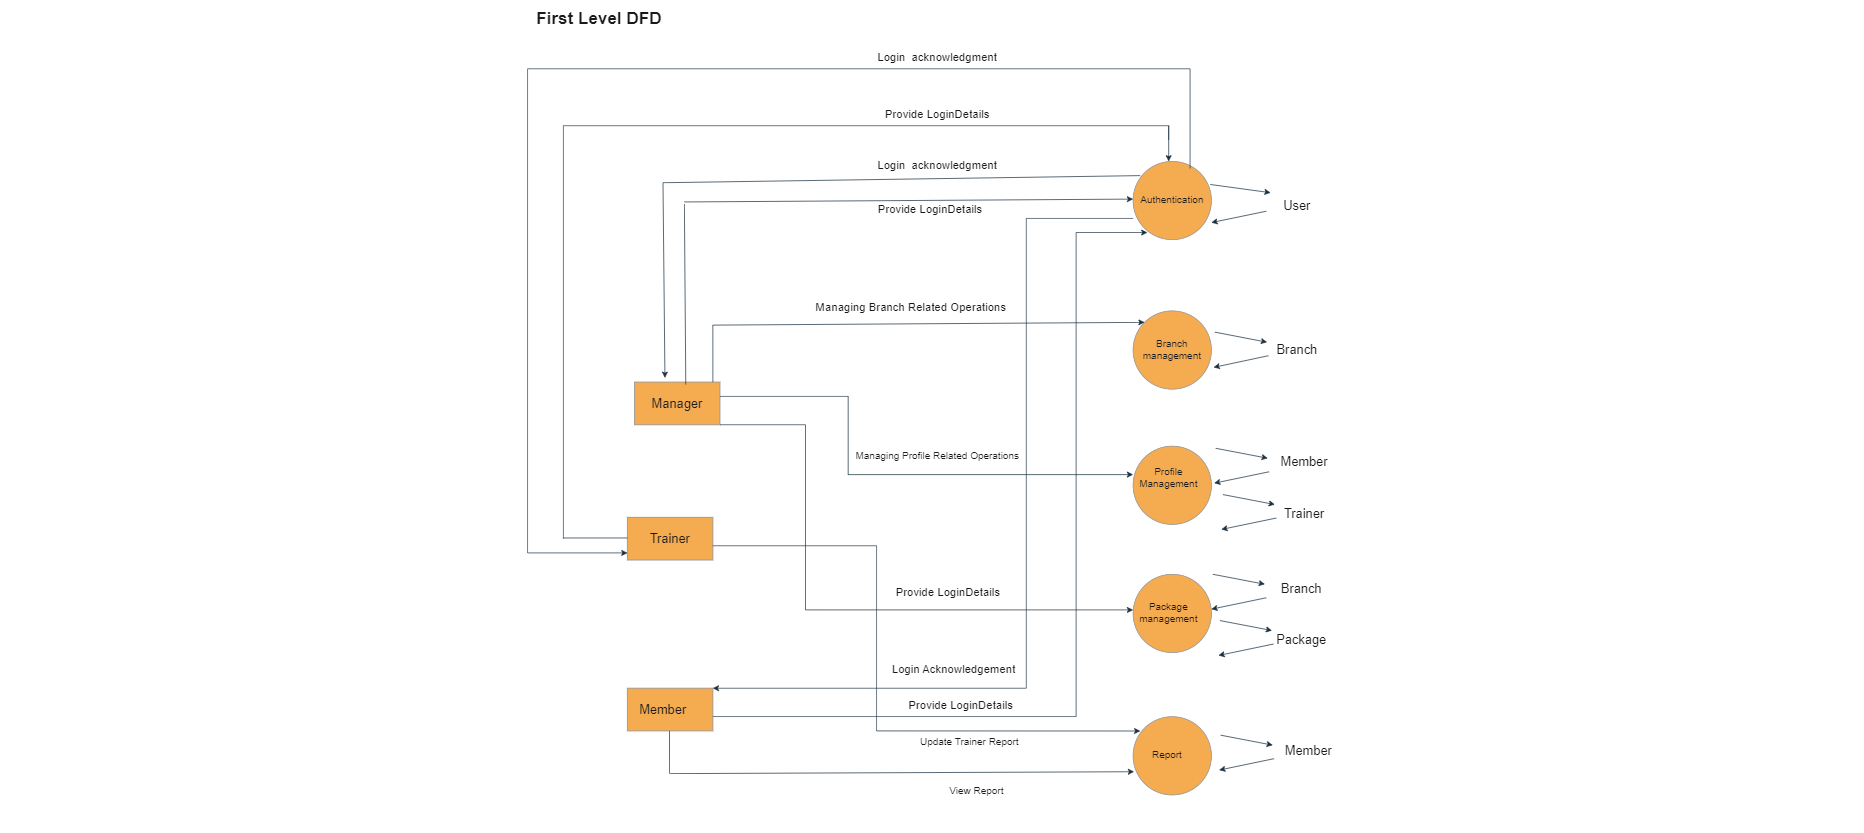 First Level DFD
Login  acknowledgment
Provide LoginDetails
Login  acknowledgment
Authentication
User
Provide LoginDetails
Managing Branch Related Operations
Branch
management
Branch
Manager
Managing Profile Related Operations
Profile
Management
Member
Trainer
Trainer
Provide LoginDetails
Package
management
Branch
Package
Login Acknowledgement
Member
Provide LoginDetails
Update Trainer Report
Report
Member
View Report